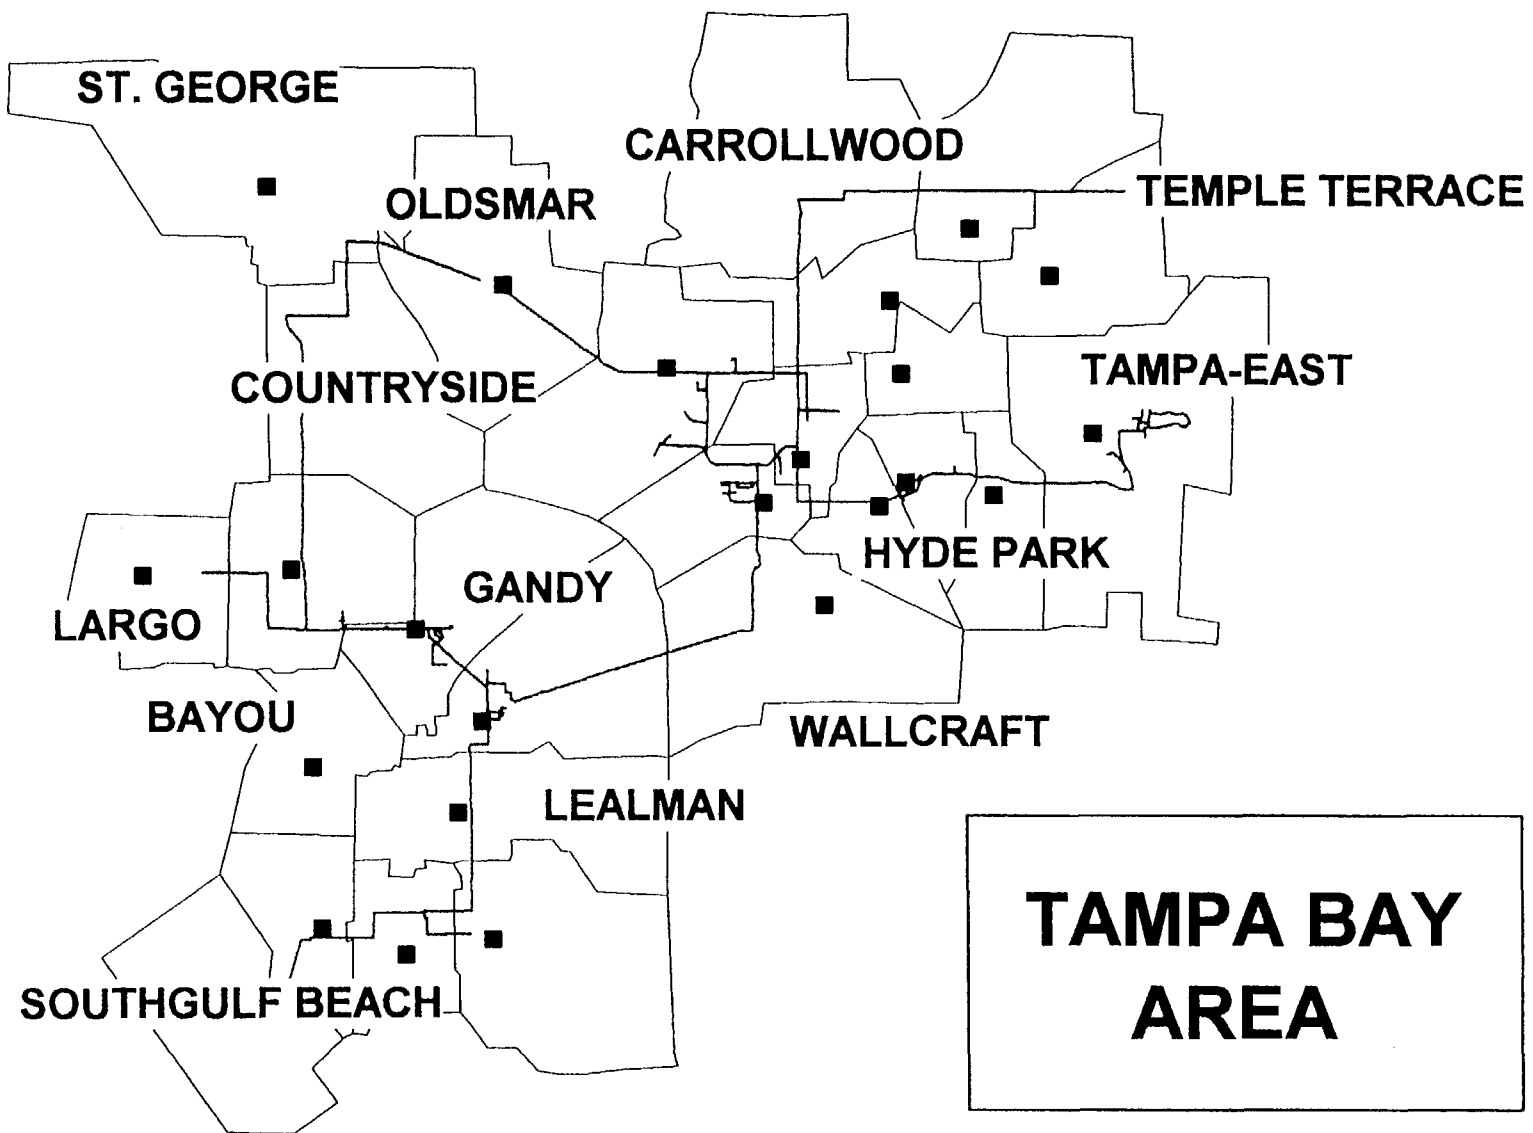 ST. GEORGE
CARROLLWOOD
OLDSMAR
TEMPLE TERRACE
COUNTRYSIDE
TAMPA-EAST
HYDE PARK
GANDY
LARGO
BAYOU
WALLCRAFT
LEALMAN
SOUTHGULF BEACH
TAMPA BAY
AREA